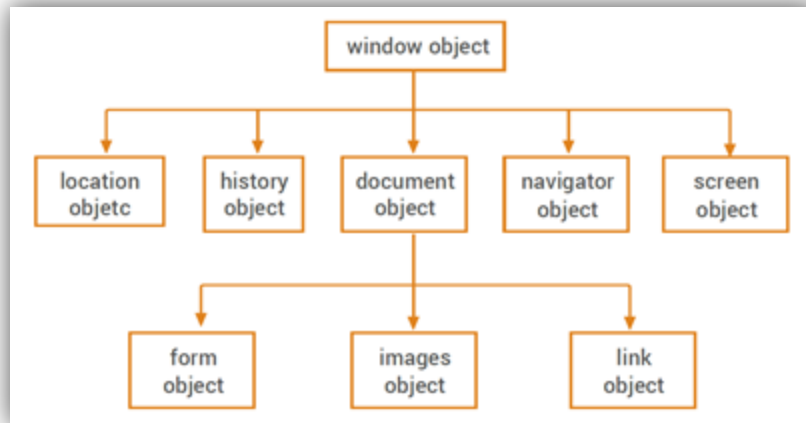 window object
location
objetc
history
object
document
object
navigator
object
screen
object
form
object
images
object
link
object